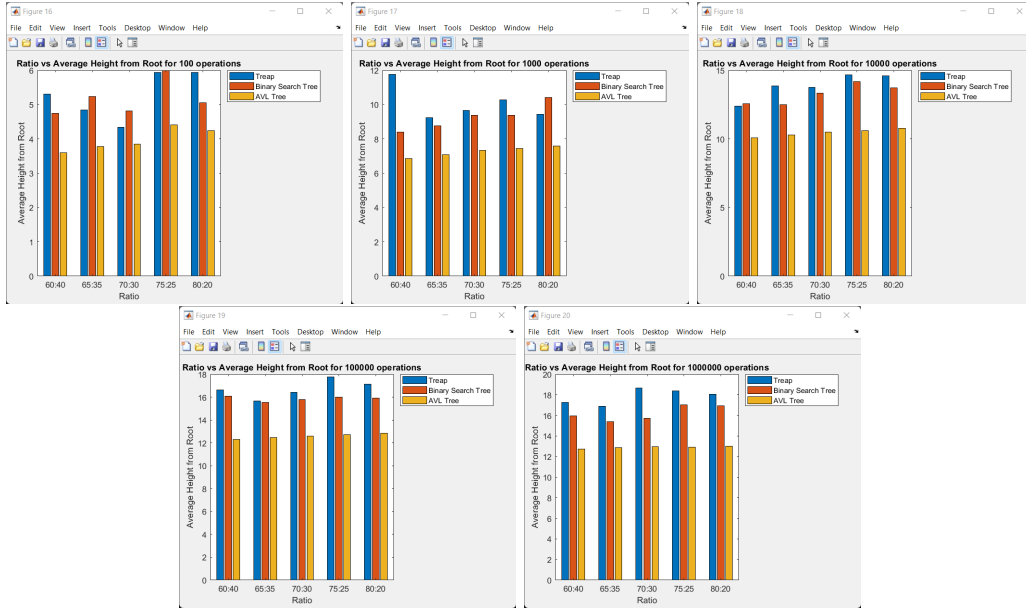 Figure 16
File Edit View Insert Tools Desktop Window Help
Ratio vs Average Height from Root for 100 operations
Average Height from Root
6
5
4
3
2
1
0
60:40 65:35 70:30 75:25 80:20
Ratio
Treap
Binary Search Tree
AVL Tree
Figure 17
File Edit View Insert Tools Desktop Window Help
Ratio vs Average Height from Root for 1000 operations
Average Height from Root
12
10
8
6
4
2
0
60:40 65:35 70:30 75:25 80:20
Ratio
Treap
Binary Search Tree
AVL Tree
Figure 18
File Edit View Insert Tools Desktop Window Help
Ratio vs Average Height from Root for 10000 operations
Average Height from Root
15
10
5
0
60:40 65:35 70:30 75:25 80:20
Ratio
Treap
Binary Search Tree
AVL Tree
Figure 19
File Edit View Insert Tools Desktop Window Help
Ratio vs Average Height from Root for 100000 operations
Average Height from Root
18
16
14
12
10
8
6
4
2
0
60:40 65:35 70:30 75:25 80:20
Ratio
Treap
Binary Search Tree
AVL Tree
Figure 20
File Edit View Insert Tools Desktop Window Help
Ratio vs Average Height from Root for 1000000 operations
Average Height from Root
20
18
16
14
12
10
8
6
4
2
0
60:40 65:35 70:30 75:25 80:20
Ratio
Treap
Binary Search Tree
AVL Tree